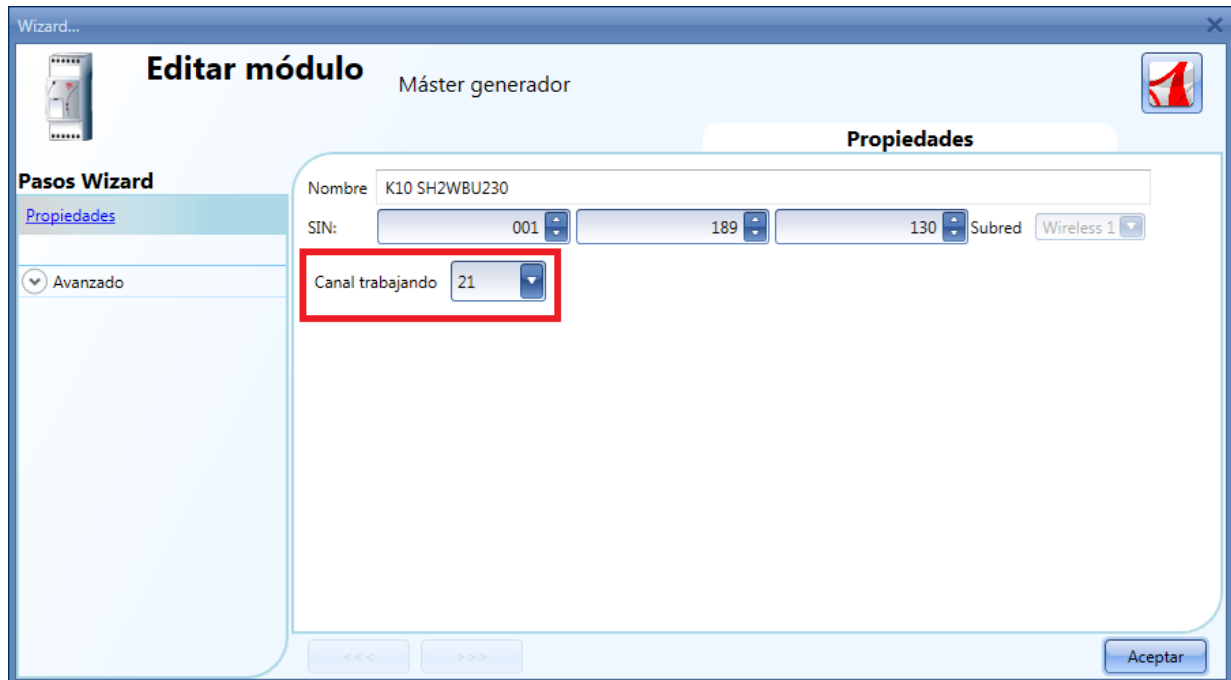 Wizard...
Editar módulo
Máster generador
Propiedades
Pasos Wizard
Propiedades
Avanzado
Nombre K10 SH2WBU230
SIN: 001 189 130 Subred Wireless 1
Canal trabajando 21
<<< >>>
Aceptar